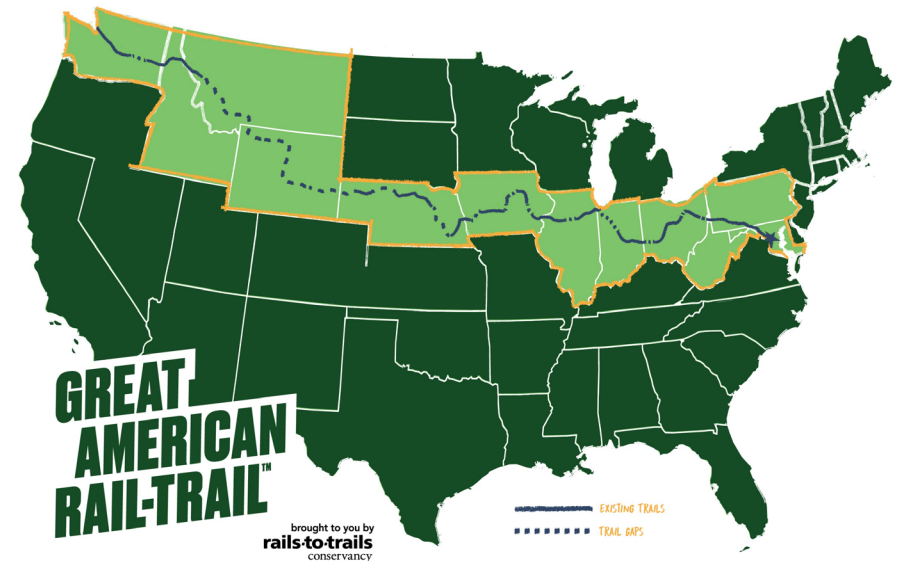 GREAT
AMERICAN
RAIL-TRAIL™
brought to you by
rails·to·trails
conservancy
EXISTING TRAILS
TRAIL GAPS